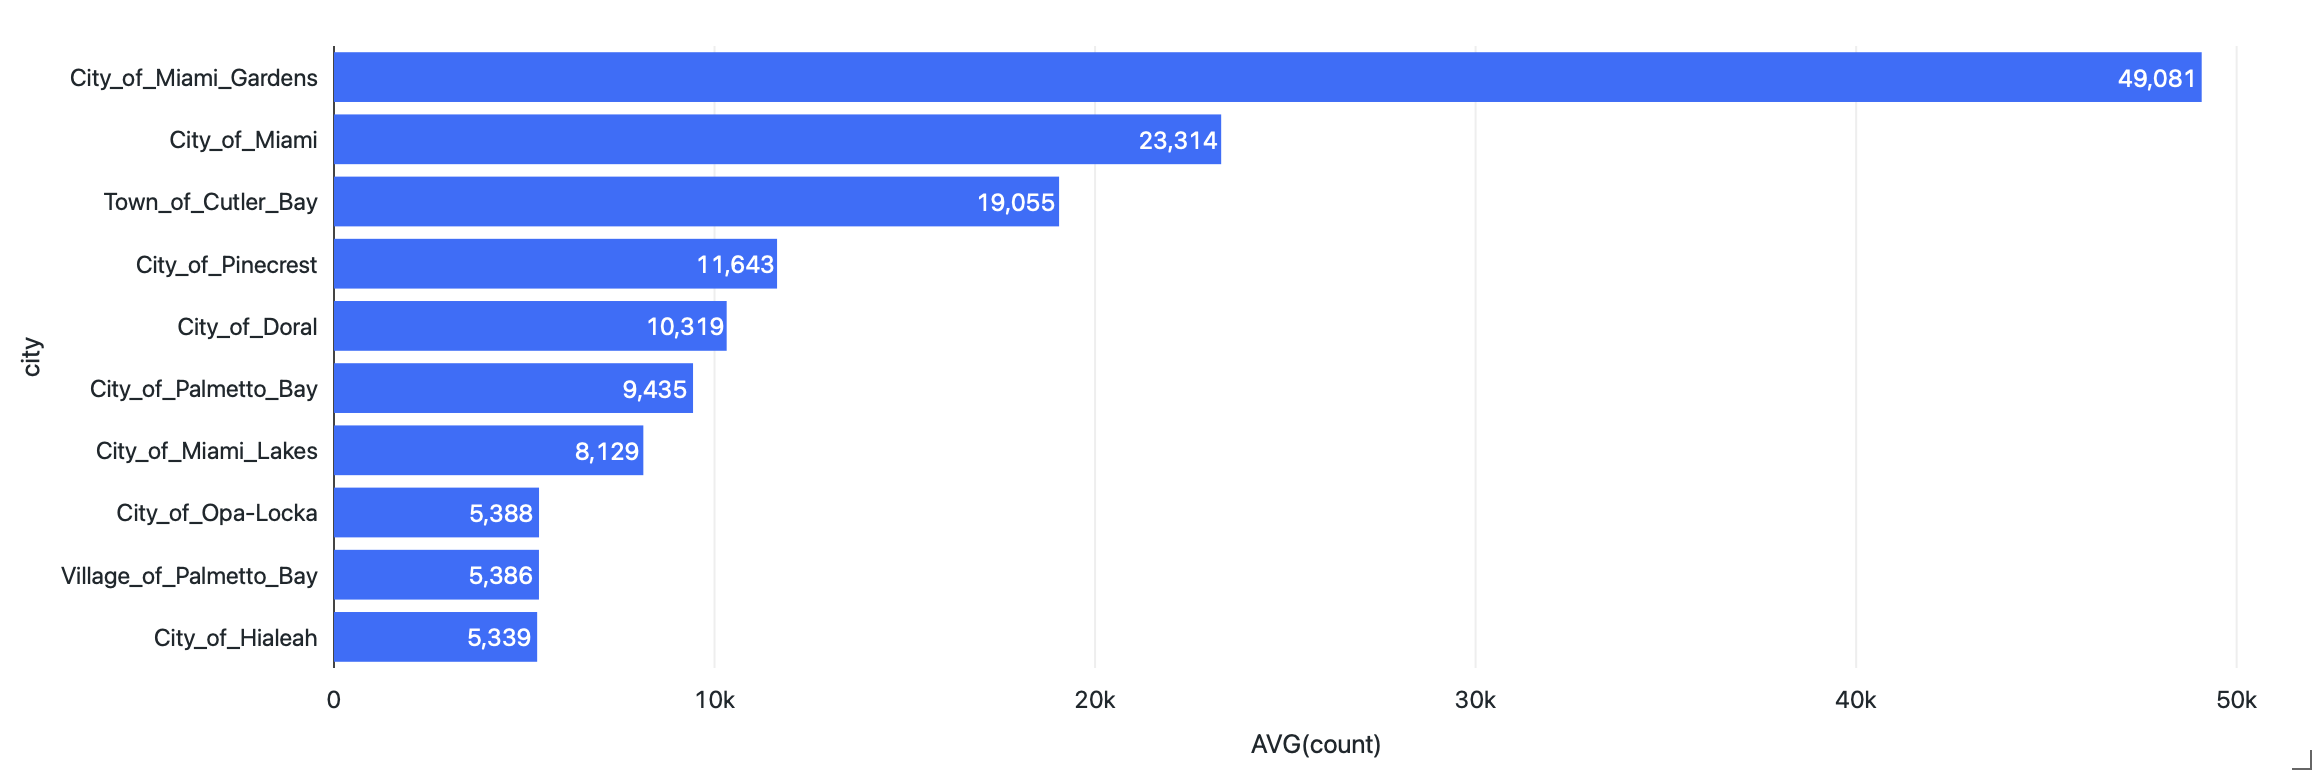 City_of_Miami_Gardens 49,081
City_of_Miami 23,314
Town_of_Cutler_Bay 19,055
City_of_Pinecrest 11,643
City_of_Doral 10,319
city
City_of_Palmetto_Bay 9,435
City_of_Miami_Lakes 8,129
City_of_Opa-Locka 5,388
Village_of_Palmetto_Bay 5,386
City_of_Hialeah 5,339
0 10k 20k 30k 40k 50k
AVG(count)